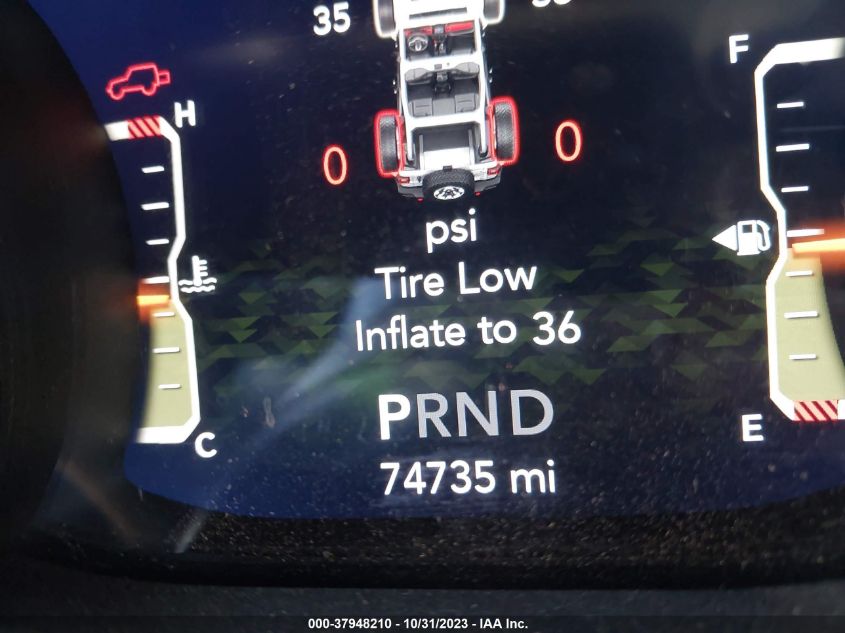 35
F
H
0 0
psi
Tire Low
Inflate to 36
PRND
E
C
74735 mi
000-37948210 - 10/31/2023 - IAA Inc.